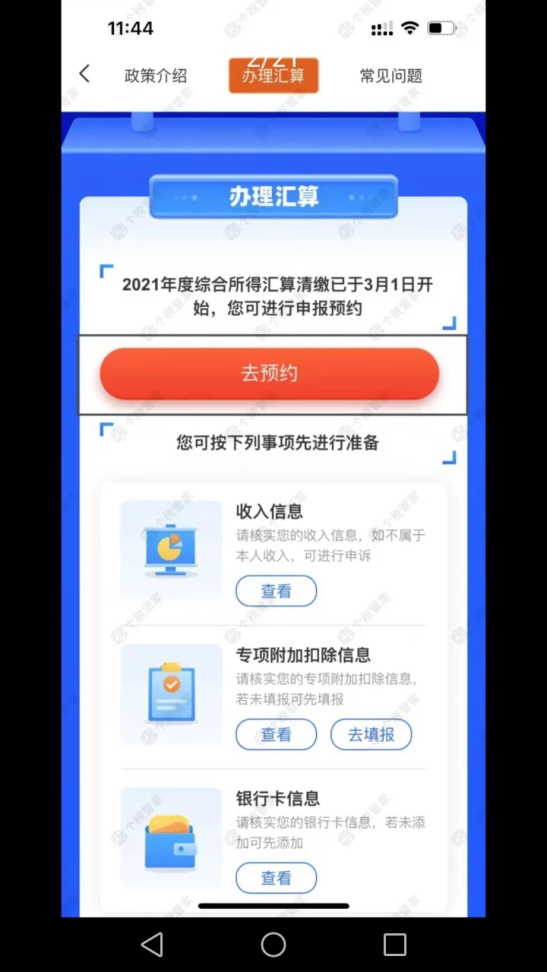 11:44
2/21
政策介绍
办理汇算
常见问题
办理汇算
2021年度综合所得汇算清缴已于3月1日开
始，您可进行申报预约
去预约
您可按下列事项先进行准备
收入信息
请核实您的收入信息，如不属于
本人收入，可进行申诉
查看
专项附加扣除信息
请核实您的专项附加扣除信息，
若未填报可先填报
查看
去填报
银行卡信息
请核实您的银行卡信息，若未添
加可先添加
查看
个税管家